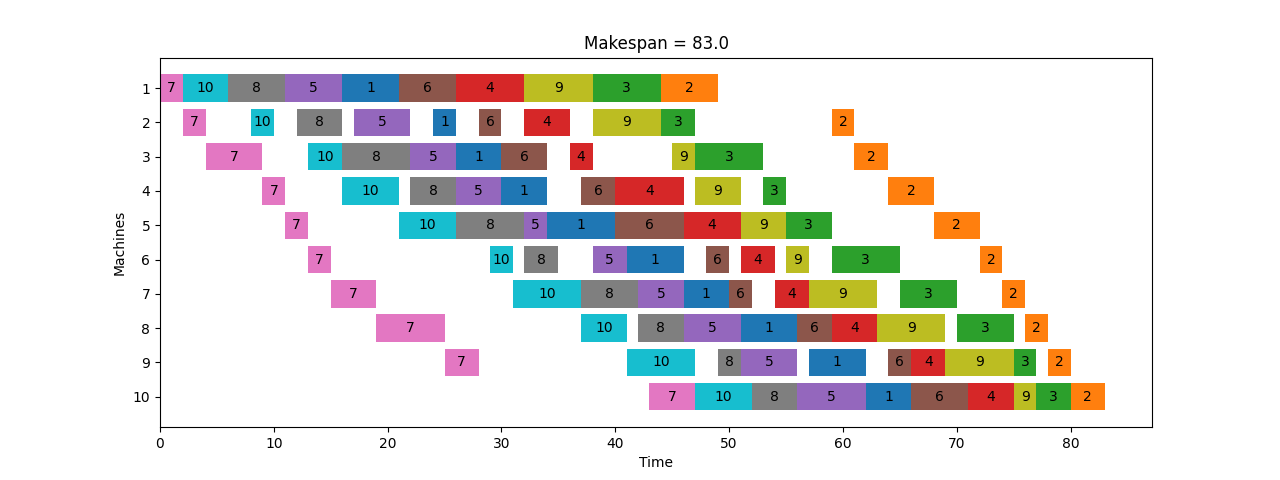 Makespan = 83.0
1 7 10 8 5 1 6 4 9 3 2
2 7 10 8 5 1 6 4 9 3 2
3 7 10 8 5 1 6 4 9 3 2
4 7 10 8 5 1 6 4 9 3 2
5 7 10 8 5 1 6 4 9 3 2
6 7 10 8 5 1 6 4 9 3 2
7 7 10 8 5 1 6 4 9 3 2
8 7 10 8 5 1 6 4 9 3 2
9 7 10 8 5 1 6 4 9 3 2
10 7 10 8 5 1 6 4 9 3 2
Machines
0 10 20 30 40 50 60 70 80
Time